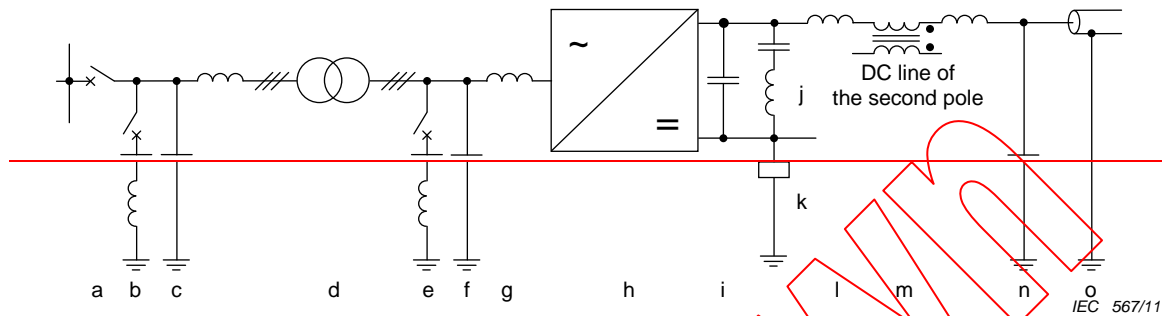 ~
=
j
DC line of
the second pole
k
a b c d e f g h i l m n o
IEC 567/11